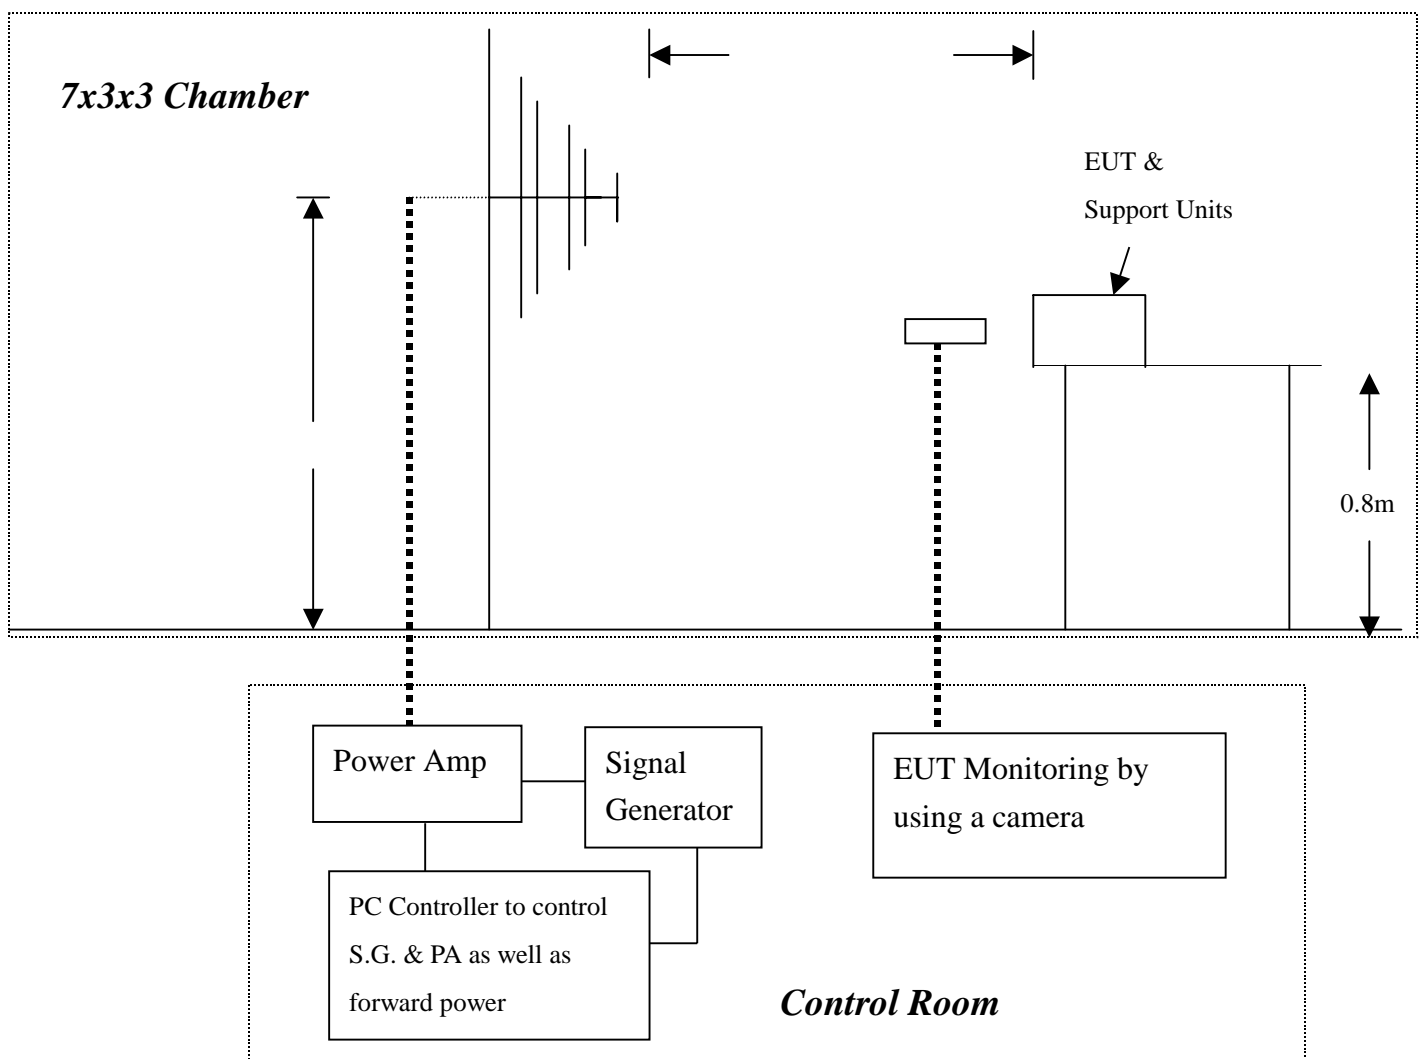 7x3x3 Chamber
EUT &
Support Units
0.8m
Power Amp
Signal
Generator
EUT Monitoring by
using a camera
PC Controller to control
S.G. & PA as well as
forward power
Control Room